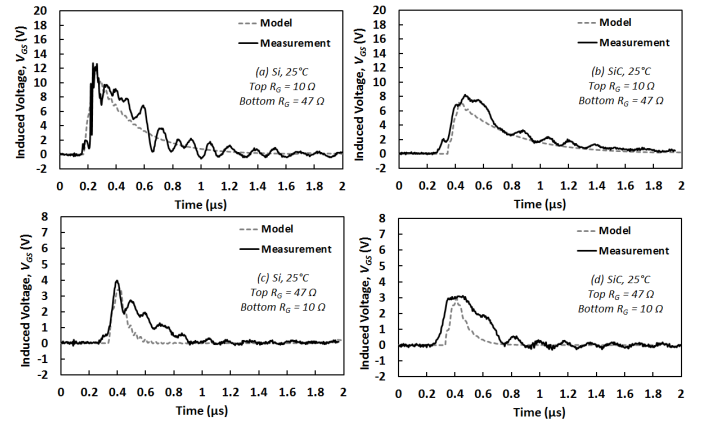 20
18
16
14
12
10
8
6
4
2
0
-2
Induced Voltage, VGS (V)
Model
Measurement
(a) Si, 25°C
Top RG = 10 Ω
Bottom RG = 47 Ω
0 0.2 0.4 0.6 0.8 1 1.2 1.4 1.6 1.8 2
Time (µs)
20
18
16
14
12
10
8
6
4
2
0
-2
Induced Voltage, VGS (V)
Model
Measurement
(b) SiC, 25°C
Top RG = 10 Ω
Bottom RG = 47 Ω
0 0.2 0.4 0.6 0.8 1 1.2 1.4 1.6 1.8 2
Time (µs)
8
7
6
5
4
3
2
1
0
-1
-2
Induced Voltage, VGS (V)
Model
Measurement
(c) Si, 25°C
Top RG = 47 Ω
Bottom RG = 10 Ω
0 0.2 0.4 0.6 0.8 1 1.2 1.4 1.6 1.8 2
Time (µs)
8
7
6
5
4
3
2
1
0
-1
-2
Induced Voltage, VGS (V)
Model
Measurement
(d) SiC, 25°C
Top RG = 47 Ω
Bottom RG = 10 Ω
0 0.2 0.4 0.6 0.8 1 1.2 1.4 1.6 1.8 2
Time (µs)